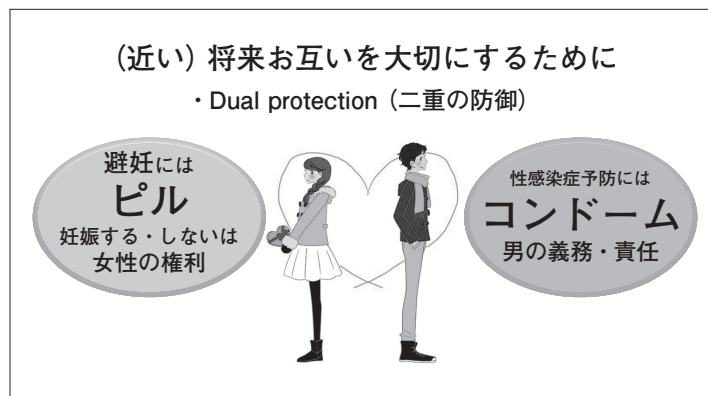 (近い) 将来お互いを大切にするために
・Dual protection (二重の防御)
避妊には
ピル
妊娠する・しないは
女性の権利
性感染症予防には
コンドーム
男の義務・責任